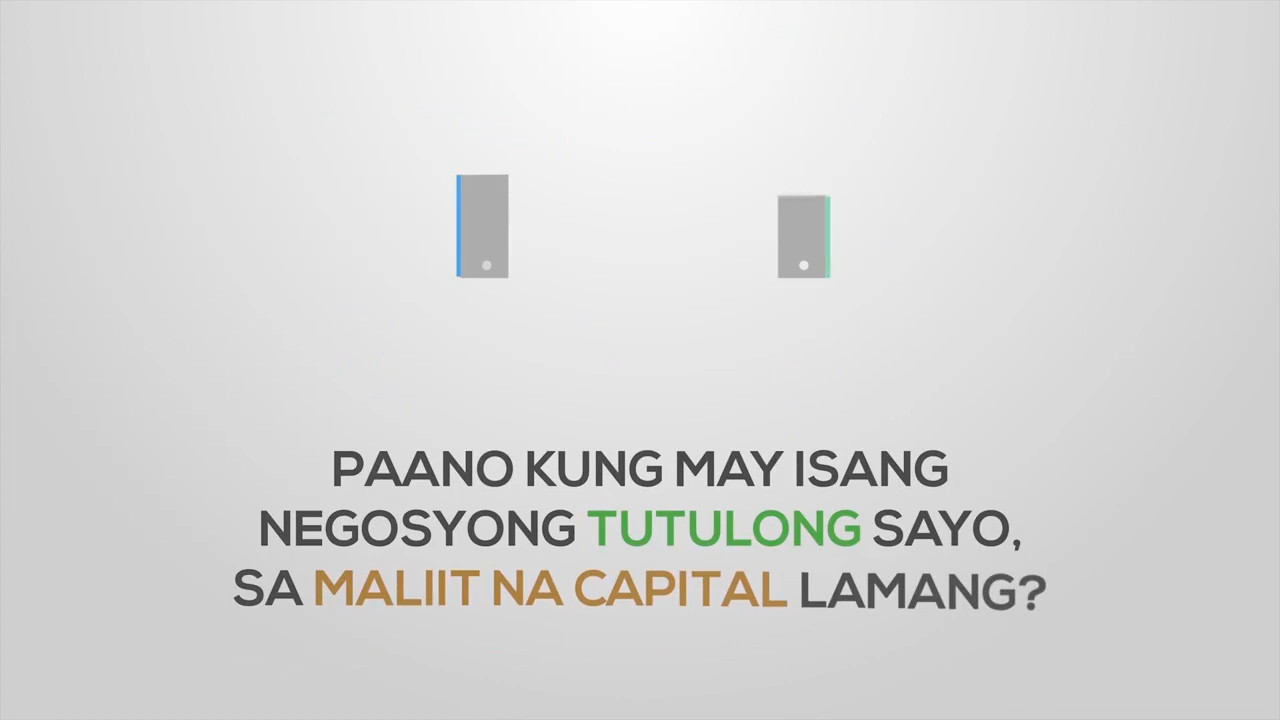 PAANO KUNG MAY ISANG
NEGOSYONG TUTULONG SAYO,
SA MALIIT NA CAPITAL LAMANG?